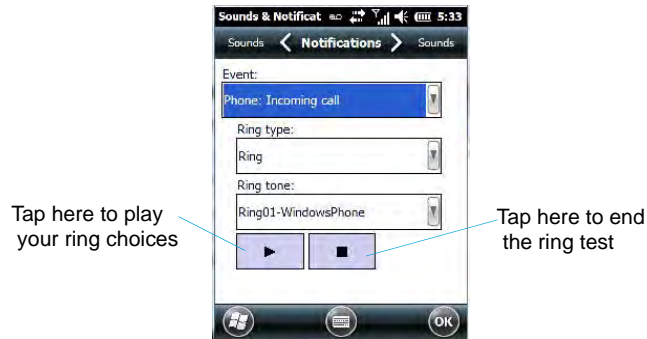 Sounds & Notificat 5:33
Sounds Notifications Sounds
Event:
Phone: Incoming call
Ring type:
Ring
Ring tone:
Ring01-WindowsPhone
Tap here to play
your ring choices
Tap here to end
the ring test
OK